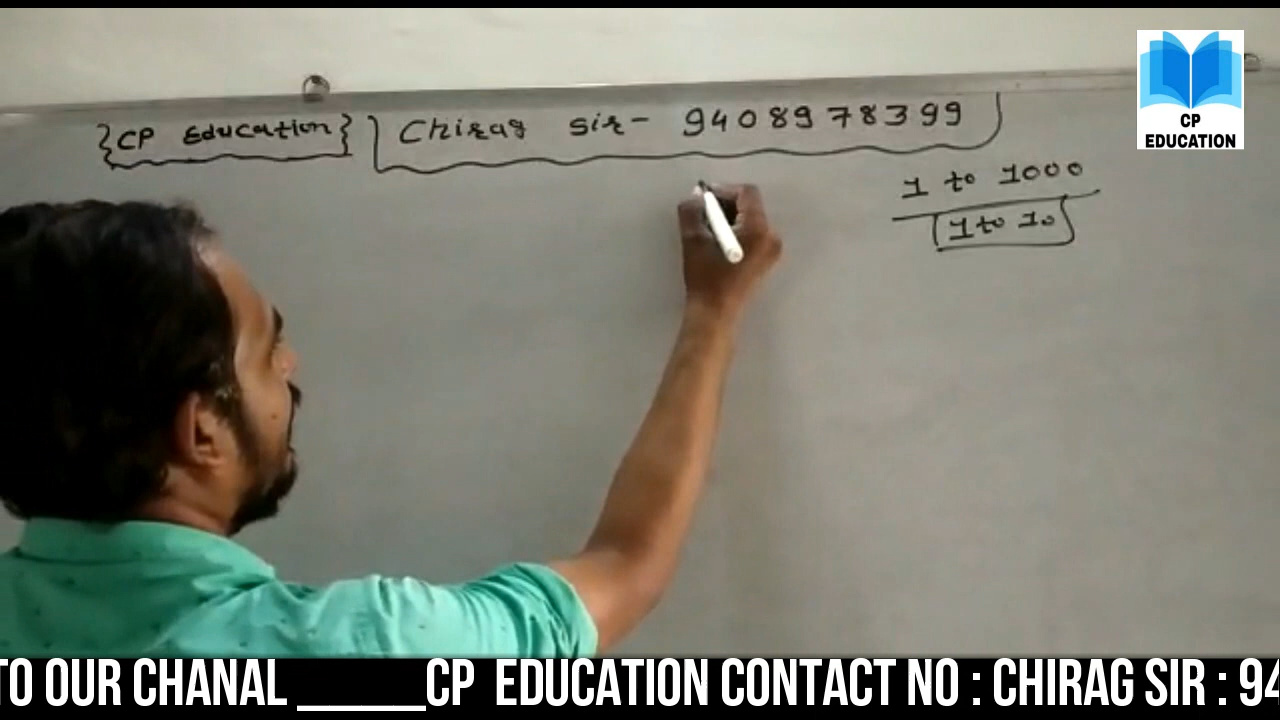 {CP Education} Chirag Sir- 9408978399
1 to 1000
1 to 10
CP
EDUCATION
TO OUR CHANAL _____CP EDUCATION CONTACT NO : CHIRAG SIR : 94